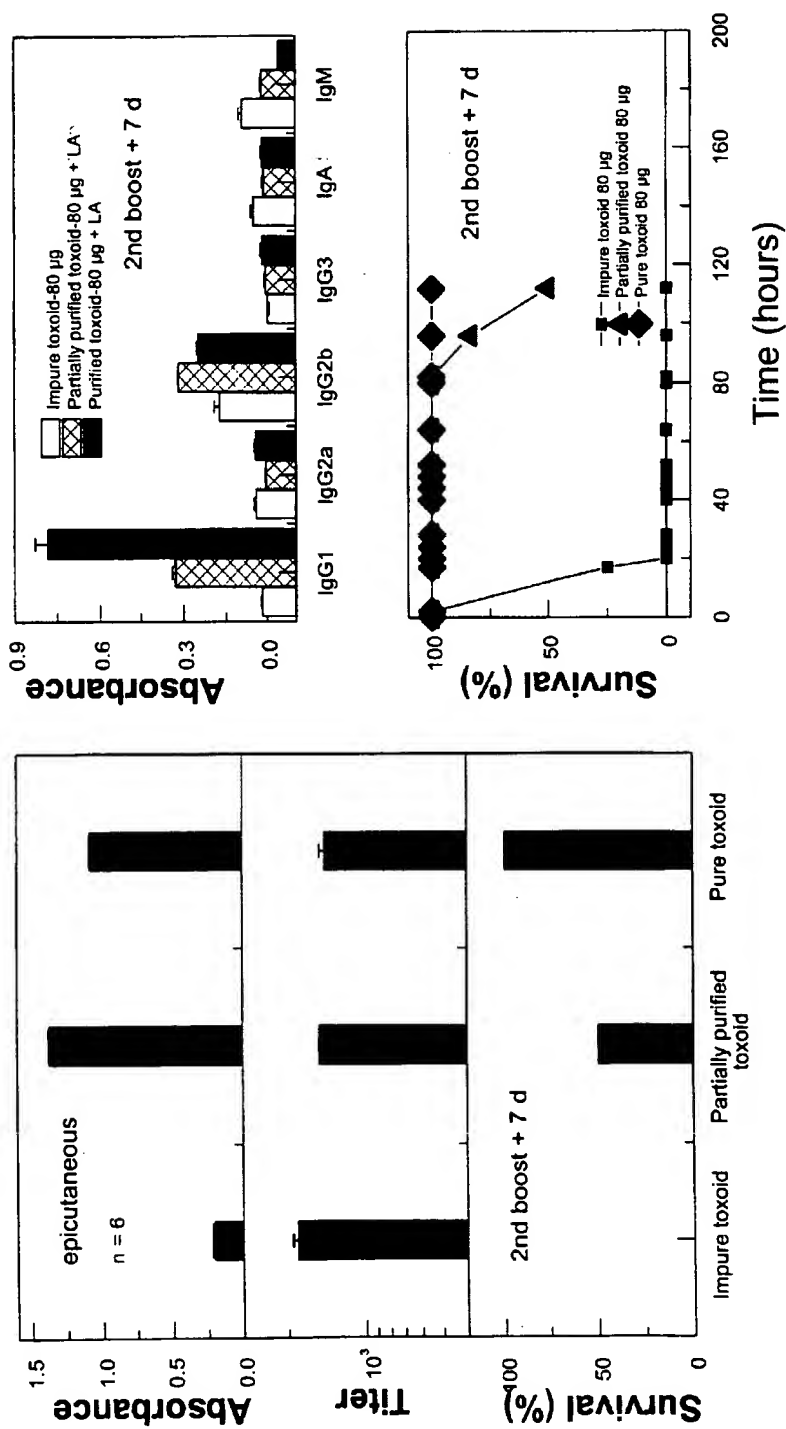 1.5
1.0
0.5
0.0
Absorbance
epicutaneous
n = 6
10³
Titer
100
50
0
Survival (%)
2nd boost + 7 d
Impure toxoid
Partially purified
toxoid
Pure toxoid
0.9
0.6
0.3
0.0
Absorbance
Impure toxoid-80 µg
Partially purified toxoid-80 µg + LA
Purified toxoid-80 µg + LA
2nd boost + 7 d
IgG1
IgG2a
IgG2b
IgG3
IgA
IgM
100
50
0
Survival (%)
2nd boost + 7 d
Impure toxoid 80 µg
Partially purified toxoid 80 µg
Pure toxoid 80 µg
0
40
80
120
160
200
Time (hours)